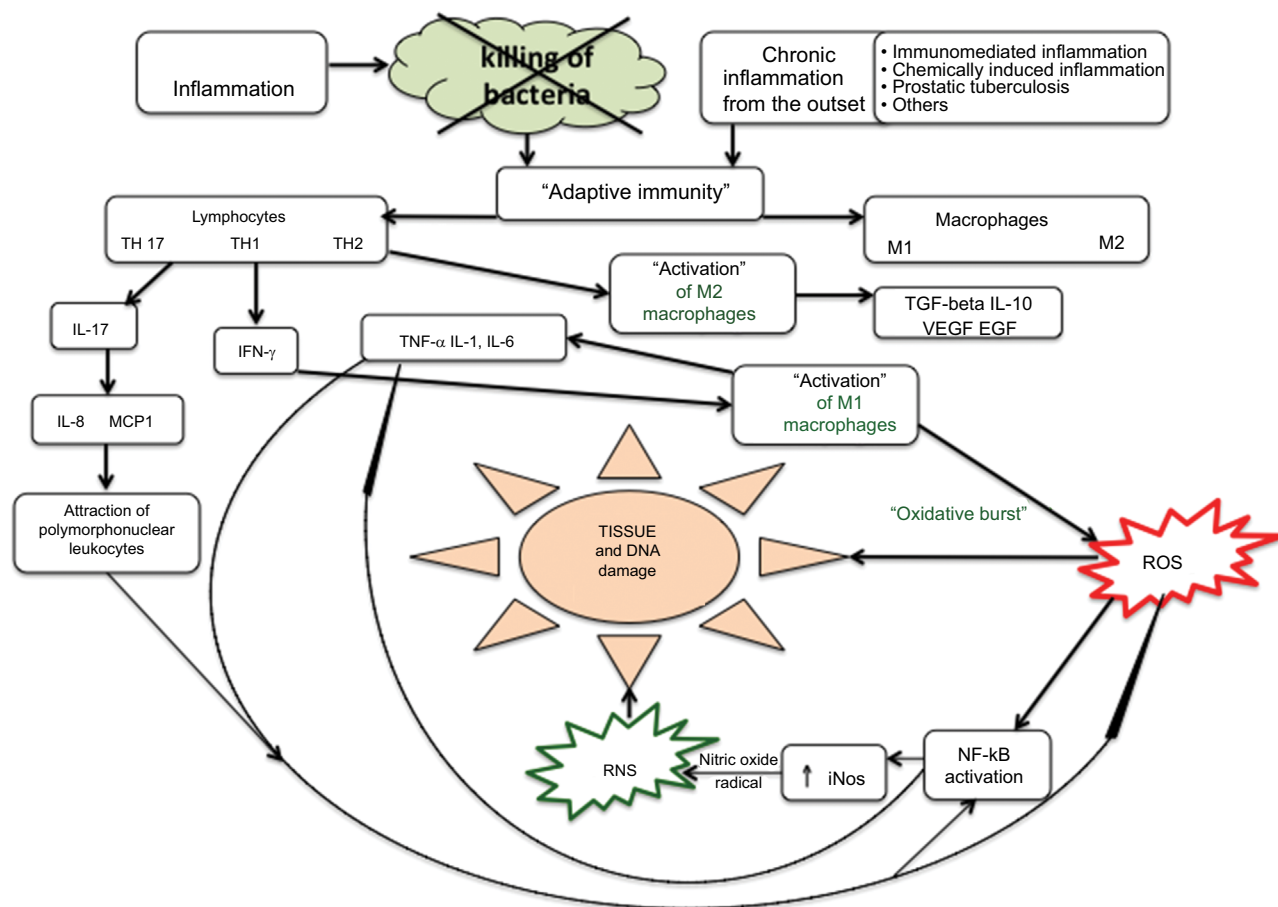 Inflammation
killing of
bacteria
Chronic
inflammation
from the outset
• Immunomediated inflammation
• Chemically induced inflammation
• Prostatic tuberculosis
• Others
“Adaptive immunity”
Lymphocytes
TH 17 TH1 TH2
Macrophages
M1 M2
“Activation”
of M2
macrophages
TGF-beta IL-10
VEGF EGF
IL-17
IFN-γ
TNF-α IL-1, IL-6
“Activation”
of M1
macrophages
IL-8 MCP1
Attraction of
polymorphonuclear
leukocytes
TISSUE
and DNA
damage
“Oxidative burst”
ROS
RNS
Nitric oxide
radical
↑ iNos
NF-kB
activation